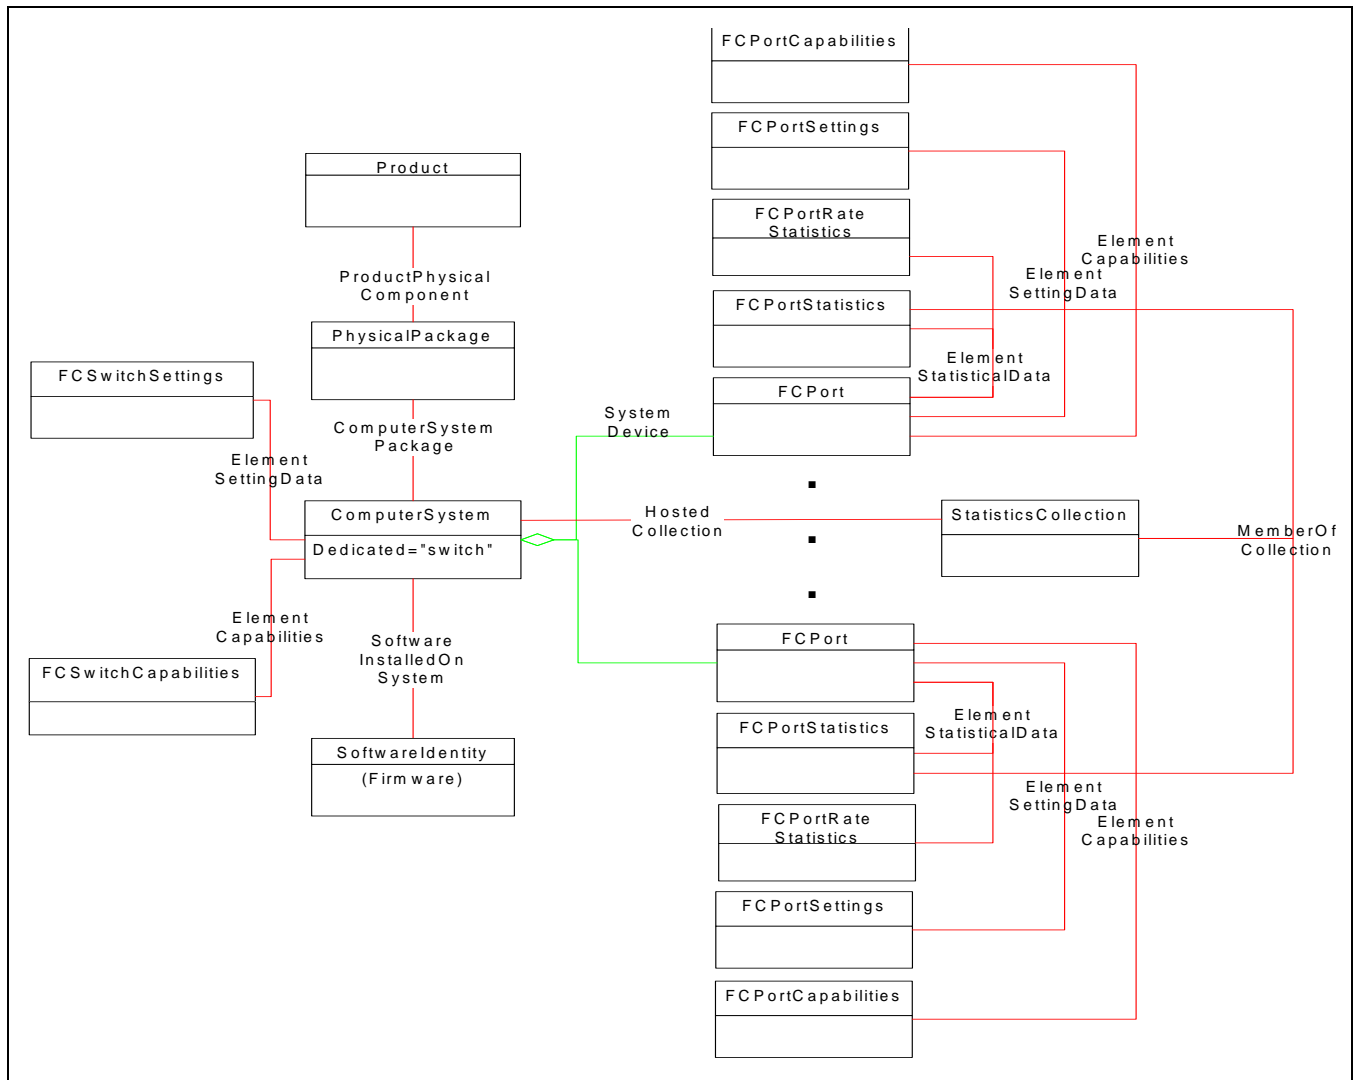 FCPortCapabilities
FCPortSettings
Product
FCPortRate
Statistics
Element
Capabilities
ProductPhysical
Component
Element
SettingData
FCPortStatistics
PhysicalPackage
Element
StatisticalData
FCSwitchSettings
FCPort
System
Device
ComputerSystem
Package
Element
SettingData
ComputerSystem
Dedicated="switch"
Hosted
Collection
StatisticsCollection
MemberOf
Collection
Element
Capabilities
Software
InstalledOn
System
FCPort
FCSwitchCapabilities
Element
StatisticalData
FCPortStatistics
SoftwareIdentity
(Firmware)
Element
SettingData
FCPortRate
Statistics
Element
Capabilities
FCPortSettings
FCPortCapabilities